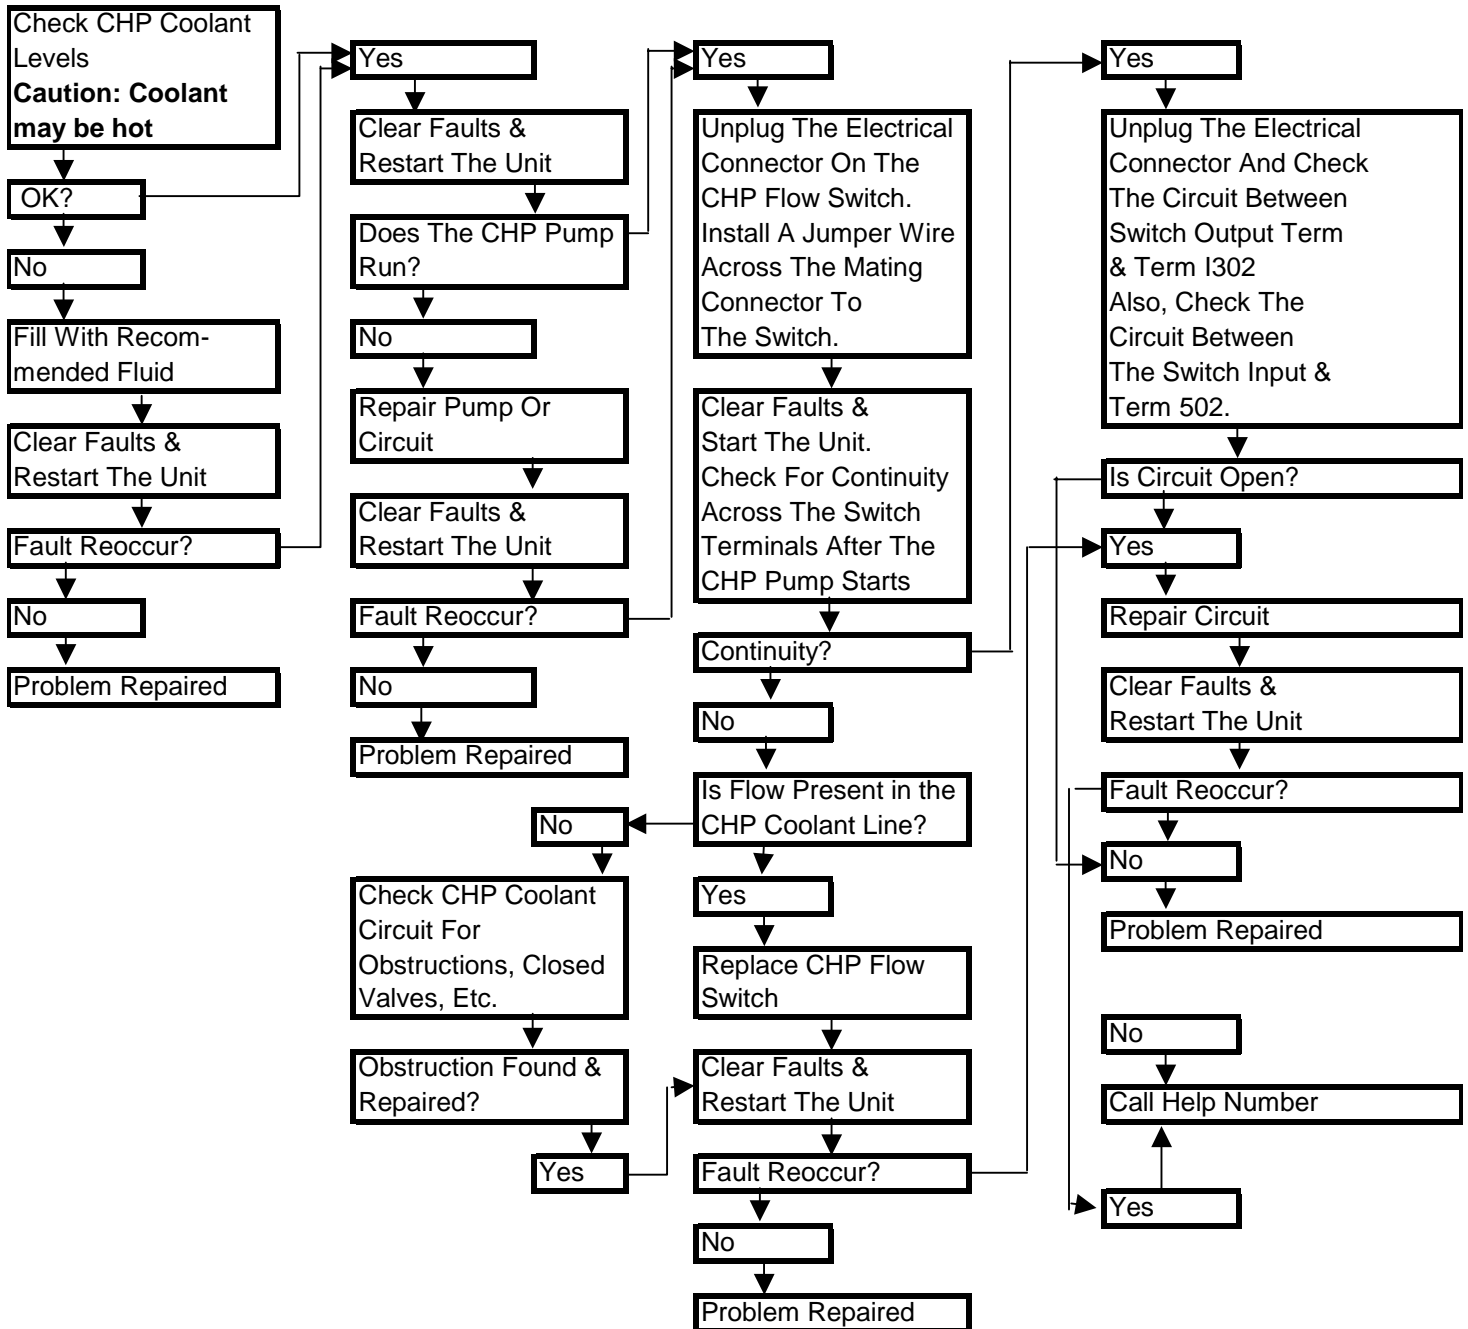 Check CHP Coolant
Levels
Caution: Coolant
may be hot
OK?
No
Fill With Recom-
mended Fluid
Clear Faults &
Restart The Unit
Fault Reoccur?
No
Problem Repaired
Yes
Clear Faults &
Restart The Unit
Does The CHP Pump
Run?
No
Repair Pump Or
Circuit
Clear Faults &
Restart The Unit
Fault Reoccur?
No
Problem Repaired
Yes
Unplug The Electrical
Connector On The
CHP Flow Switch.
Install A Jumper Wire
Across The Mating
Connector To
The Switch.
Clear Faults &
Start The Unit.
Check For Continuity
Across The Switch
Terminals After The
CHP Pump Starts
Continuity?
No
Is Flow Present in the
CHP Coolant Line?
No
Check CHP Coolant
Circuit For
Obstructions, Closed
Valves, Etc.
Obstruction Found &
Repaired?
Yes
Yes
Replace CHP Flow
Switch
Clear Faults &
Restart The Unit
Fault Reoccur?
No
Problem Repaired
Yes
Unplug The Electrical
Connector And Check
The Circuit Between
Switch Output Term
& Term I302
Also, Check The
Circuit Between
The Switch Input &
Term 502.
Is Circuit Open?
Yes
Repair Circuit
Clear Faults &
Restart The Unit
Fault Reoccur?
No
Problem Repaired
No
Call Help Number
Yes